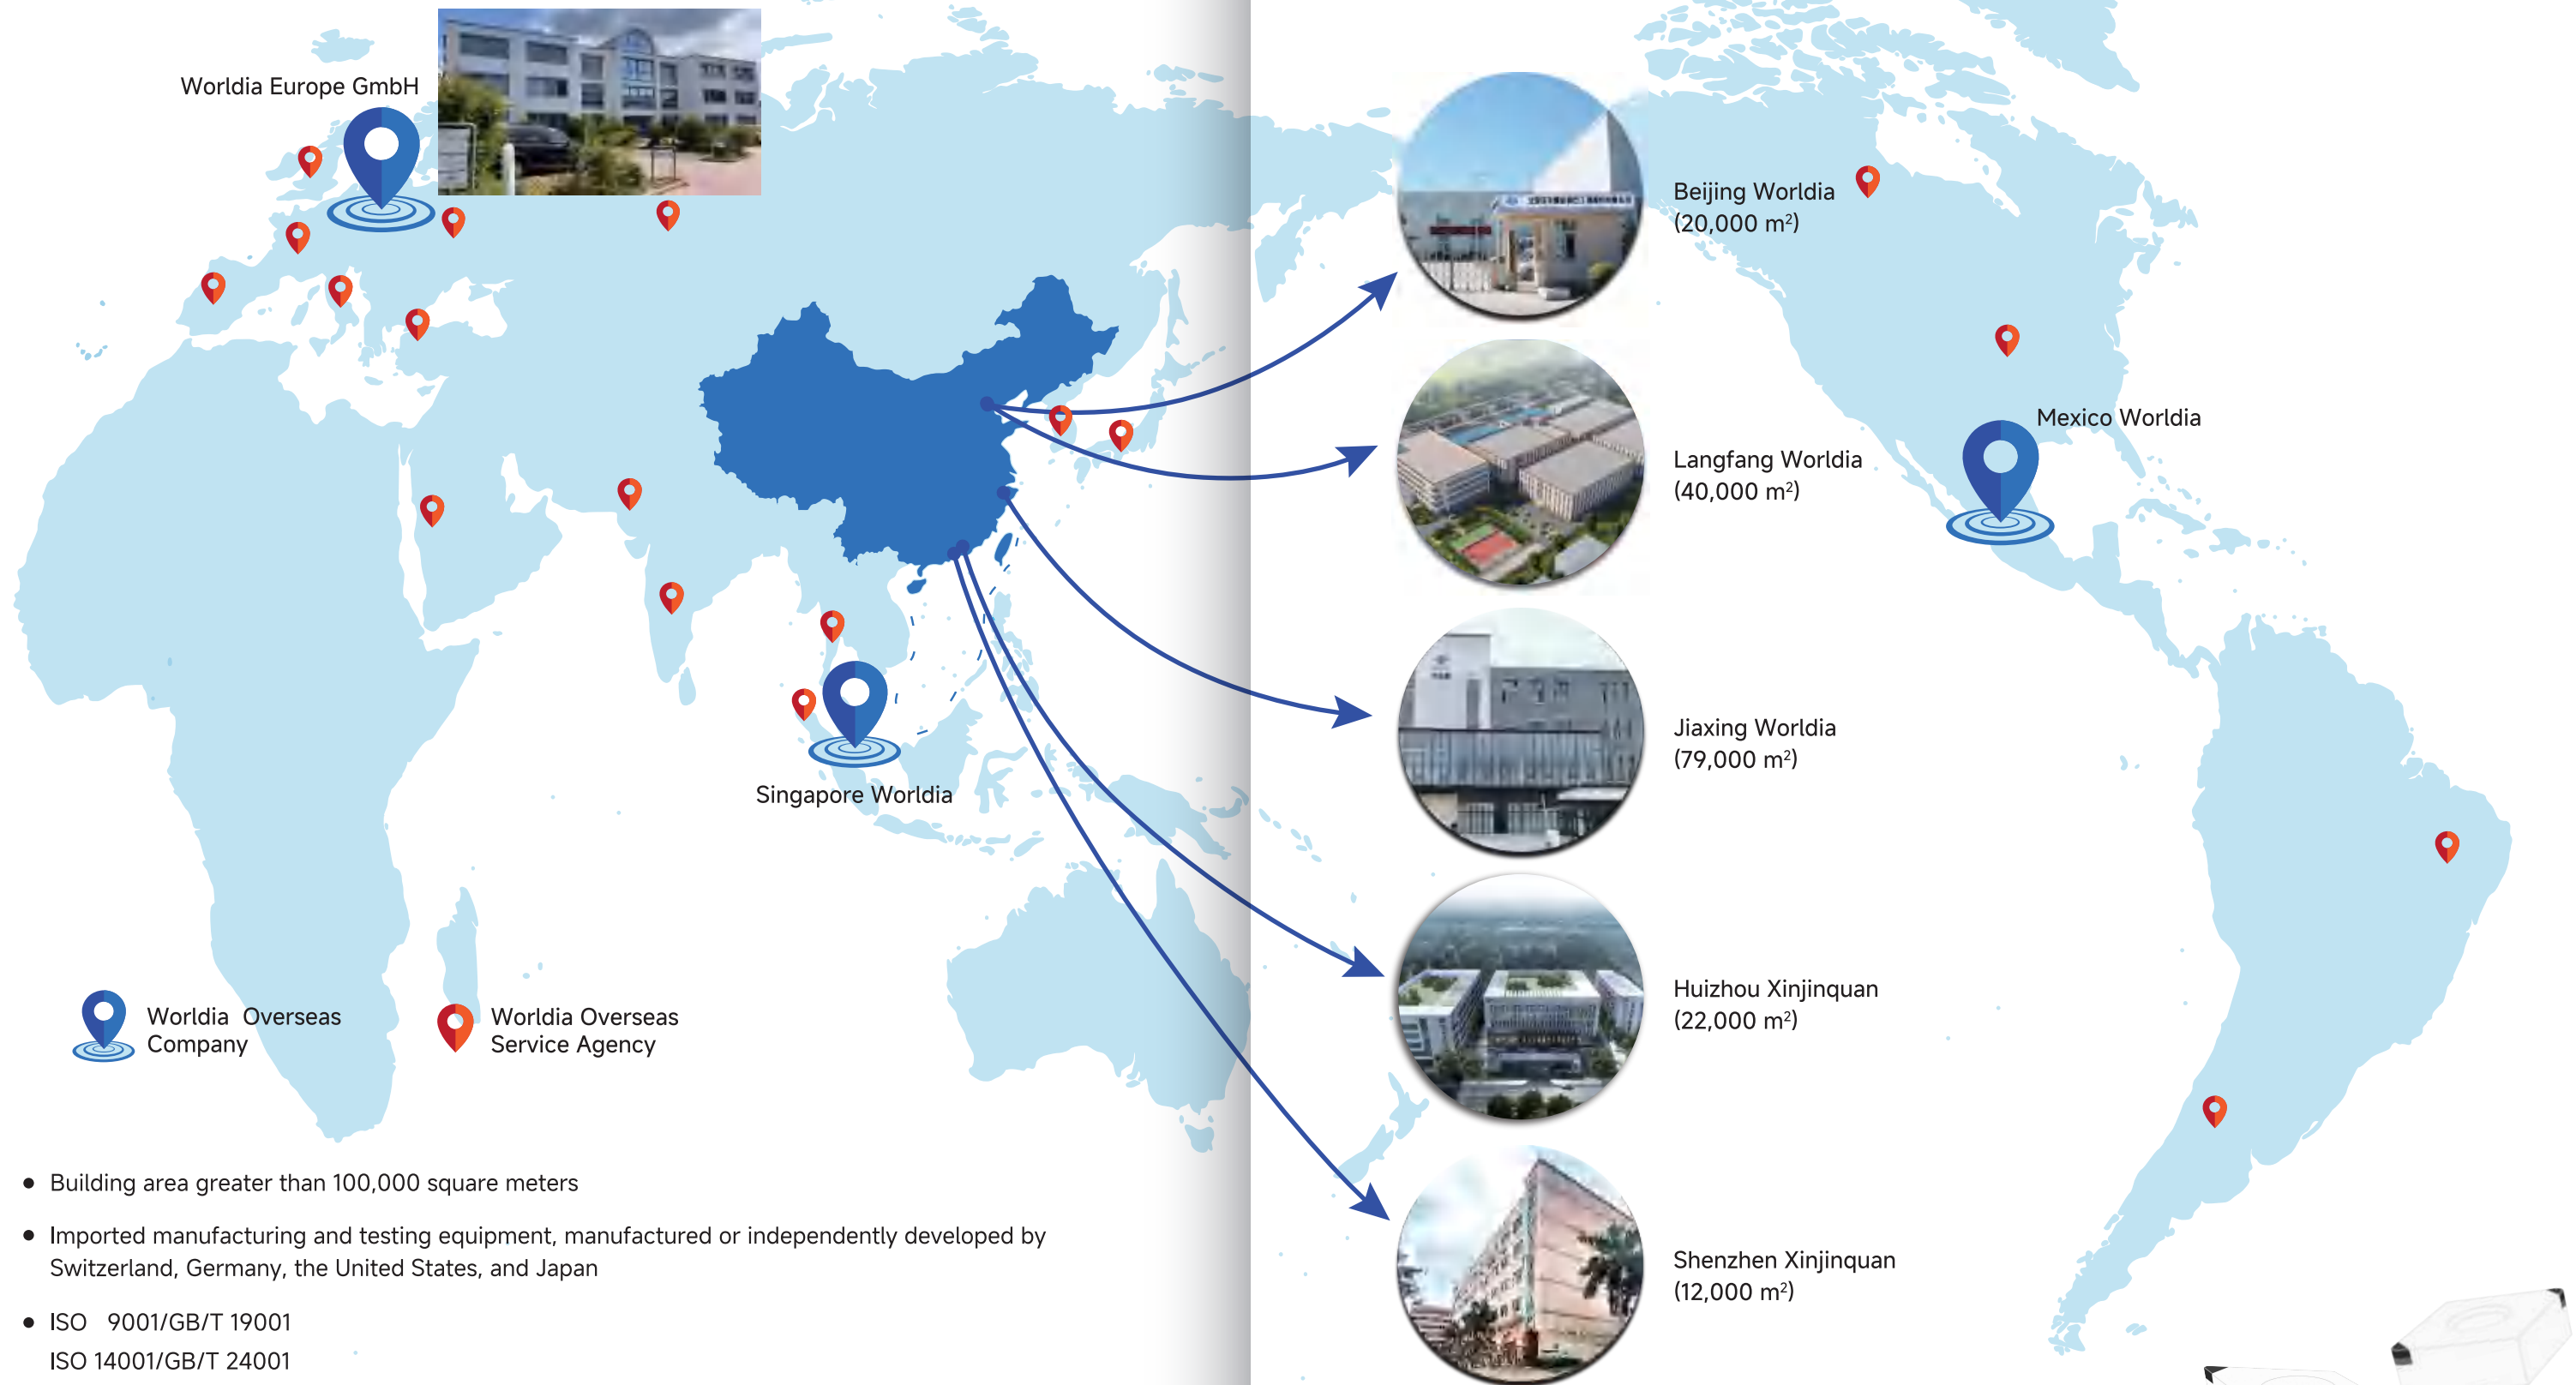 Worldia Europe GmbH
Beijing Worldia
(20,000 m²)
Langfang Worldia
(40,000 m²)
Mexico Worldia
Jiaxing Worldia
(79,000 m²)
Singapore Worldia
Huizhou Xinjinquan
(22,000 m²)
Shenzhen Xinjinquan
(12,000 m²)
Worldia Overseas
Company
Worldia Overseas
Service Agency
● Building area greater than 100,000 square meters
● Imported manufacturing and testing equipment, manufactured or independently developed by
Switzerland, Germany, the United States, and Japan
● ISO 9001/GB/T 19001
ISO 14001/GB/T 24001